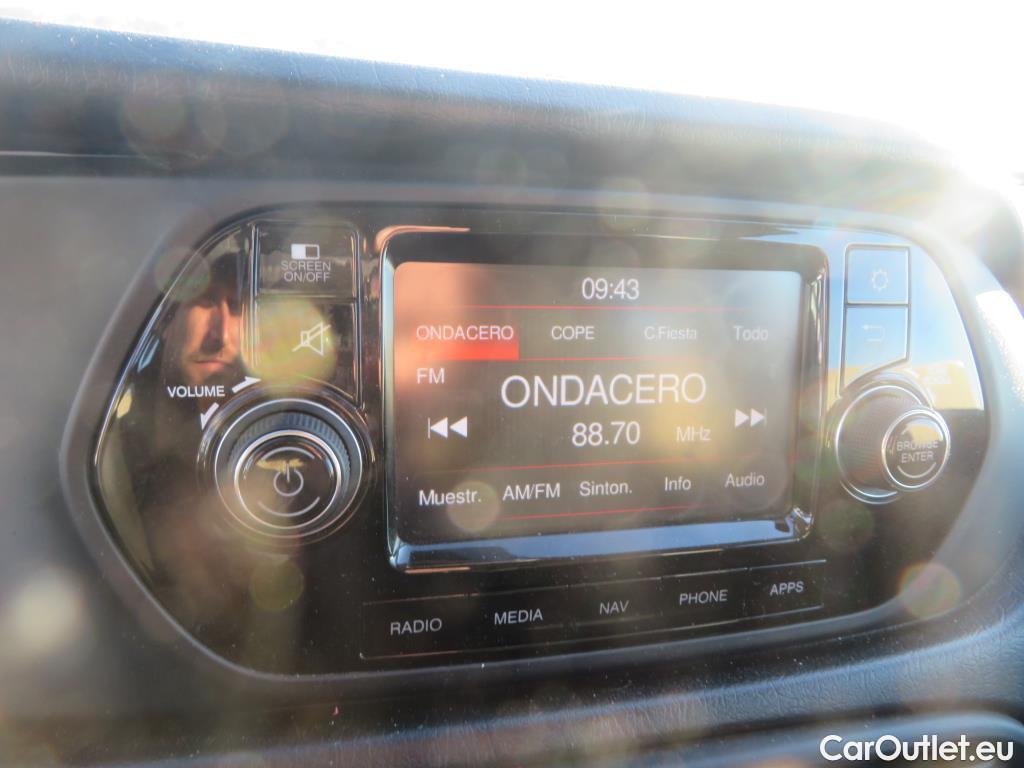 SCREEN
ON/OFF
VOLUME
09:43
ONDACERO COPE C.Fiesta Todo
FM
ONDACERO
88.70 MHz
Muestr. AM/FM Sinton. Info Audio
BROWSE
ENTER
RADIO MEDIA NAV PHONE APPS
CarOutlet.eu